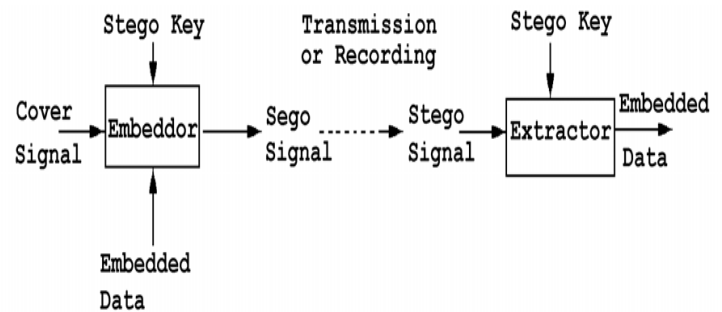 Stego Key
Transmission
or Recording
Stego Key
Cover
Signal
Embeddor
Sego
Signal
Stego
Signal
Extractor
Embedded
Data
Embedded
Data